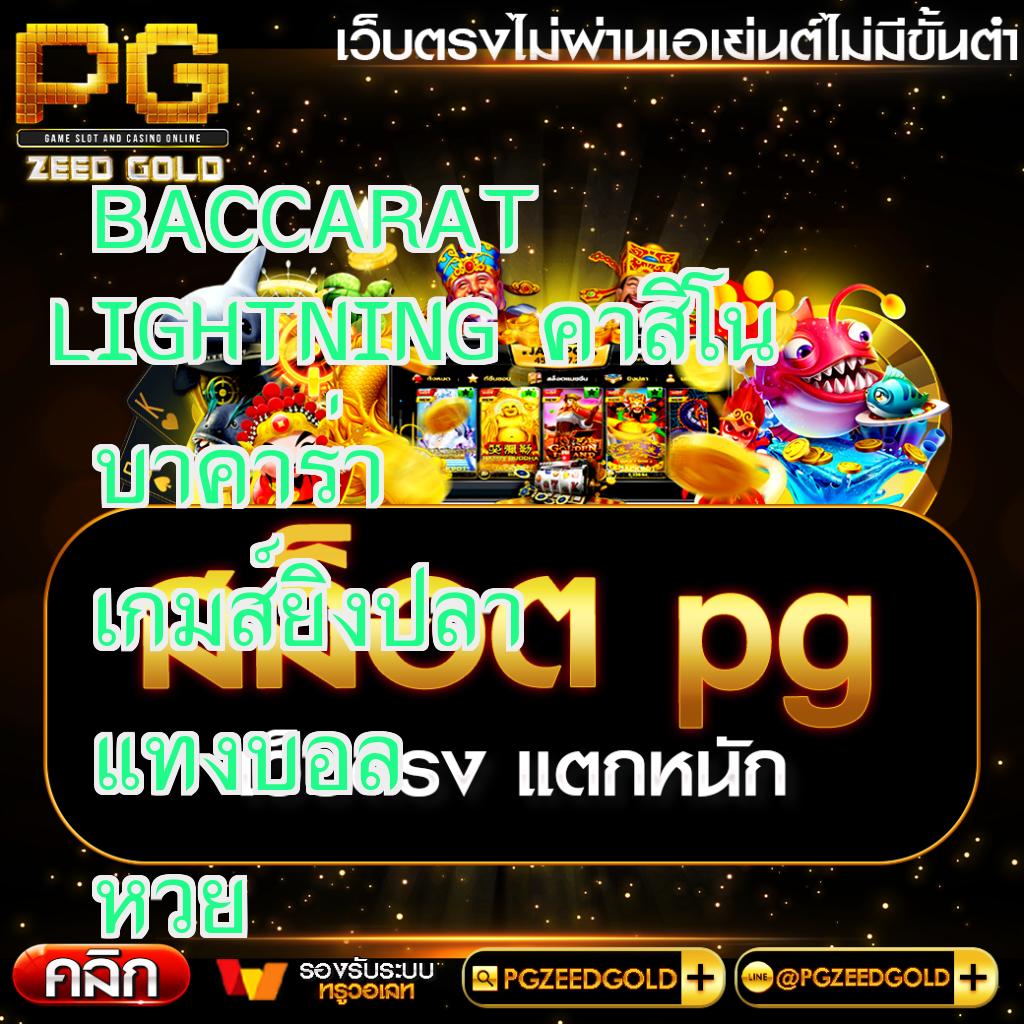 เว็บตรงไม่ผ่านเอเย่นต์ไม่มีขั้นต่ำ
PG
GAME SLOT AND CASINO ONLINE
ZEED GOLD
BACCARAT
LIGHTNING คาสิโน
บาคาร่า
สล็อต pg
เกมส์ยิงปลา
แทงบอล
ตรง แตกหนัก
หวย
คลิก
รองรับระบบ
ทรูวอเลท
PGZEEDGOLD
LINE @PGZEEDGOLD